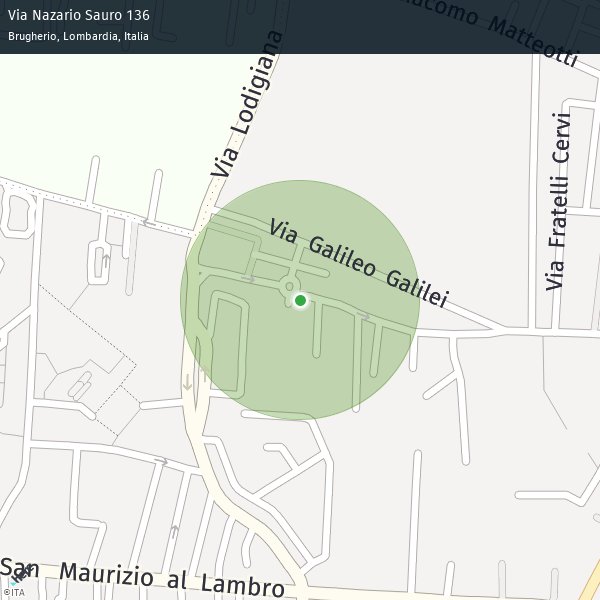 Via Nazario Sauro 136
Brugherio, Lombardia, Italia
Matteotti
Via Lodigiana
Via Fratelli Cervi
Via Galileo Galilei
San Maurizio al Lambro
©ITA